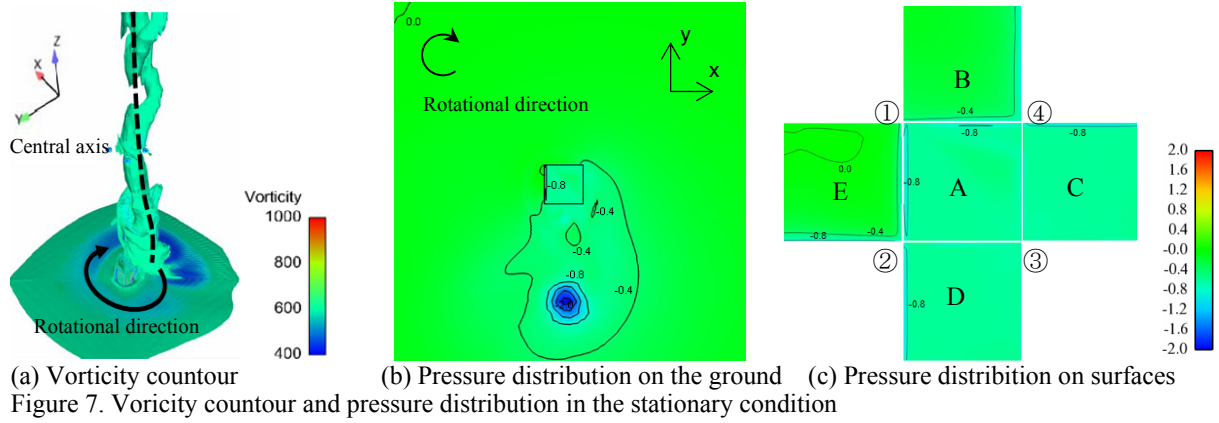 Z
X
Y
Central axis
Vorticity
1000
800
600
400
Rotational direction
(a) Vorticity countour
0.0
y
x
Rotational direction
-0.8
-0.4
-0.4
-0.8
-0.4
-2.0
(b) Pressure distribution on the ground
B
-0.4
①
④
-0.8
-0.8
0.0
-0.8
E
A
C
-0.4
-0.8
②
③
D
-0.8
2.0
1.6
1.2
0.8
0.4
-0.0
-0.4
-0.8
-1.2
-1.6
-2.0
(c) Pressure distribition on surfaces
Figure 7. Voricity countour and pressure distribution in the stationary condition